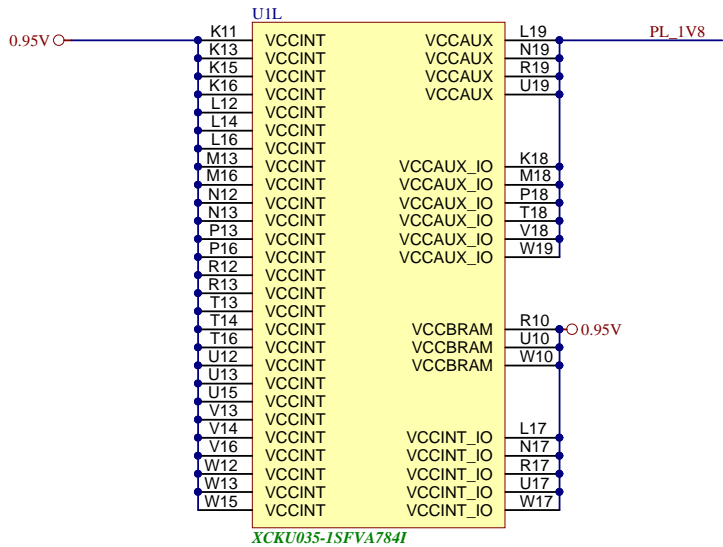 U1L
0.95V K11 VCCINT VCCAUX L19 PL_1V8
K13 VCCINT VCCAUX N19
K15 VCCINT VCCAUX R19
K16 VCCINT VCCAUX U19
L12 VCCINT
L14 VCCINT
L16 VCCINT
M13 VCCINT VCCAUX_IO K18
M16 VCCINT VCCAUX_IO M18
N12 VCCINT VCCAUX_IO P18
N13 VCCINT VCCAUX_IO T18
P13 VCCINT VCCAUX_IO V18
P16 VCCINT VCCAUX_IO W19
R12 VCCINT
R13 VCCINT
T13 VCCINT
T14 VCCINT VCCBRAM R10 0.95V
T16 VCCINT VCCBRAM U10
U12 VCCINT VCCBRAM W10
U13 VCCINT
U15 VCCINT
V13 VCCINT
V14 VCCINT VCCINT_IO L17
V16 VCCINT VCCINT_IO N17
W12 VCCINT VCCINT_IO R17
W13 VCCINT VCCINT_IO U17
W15 VCCINT VCCINT_IO W17
XCKU035-1SFVA784I